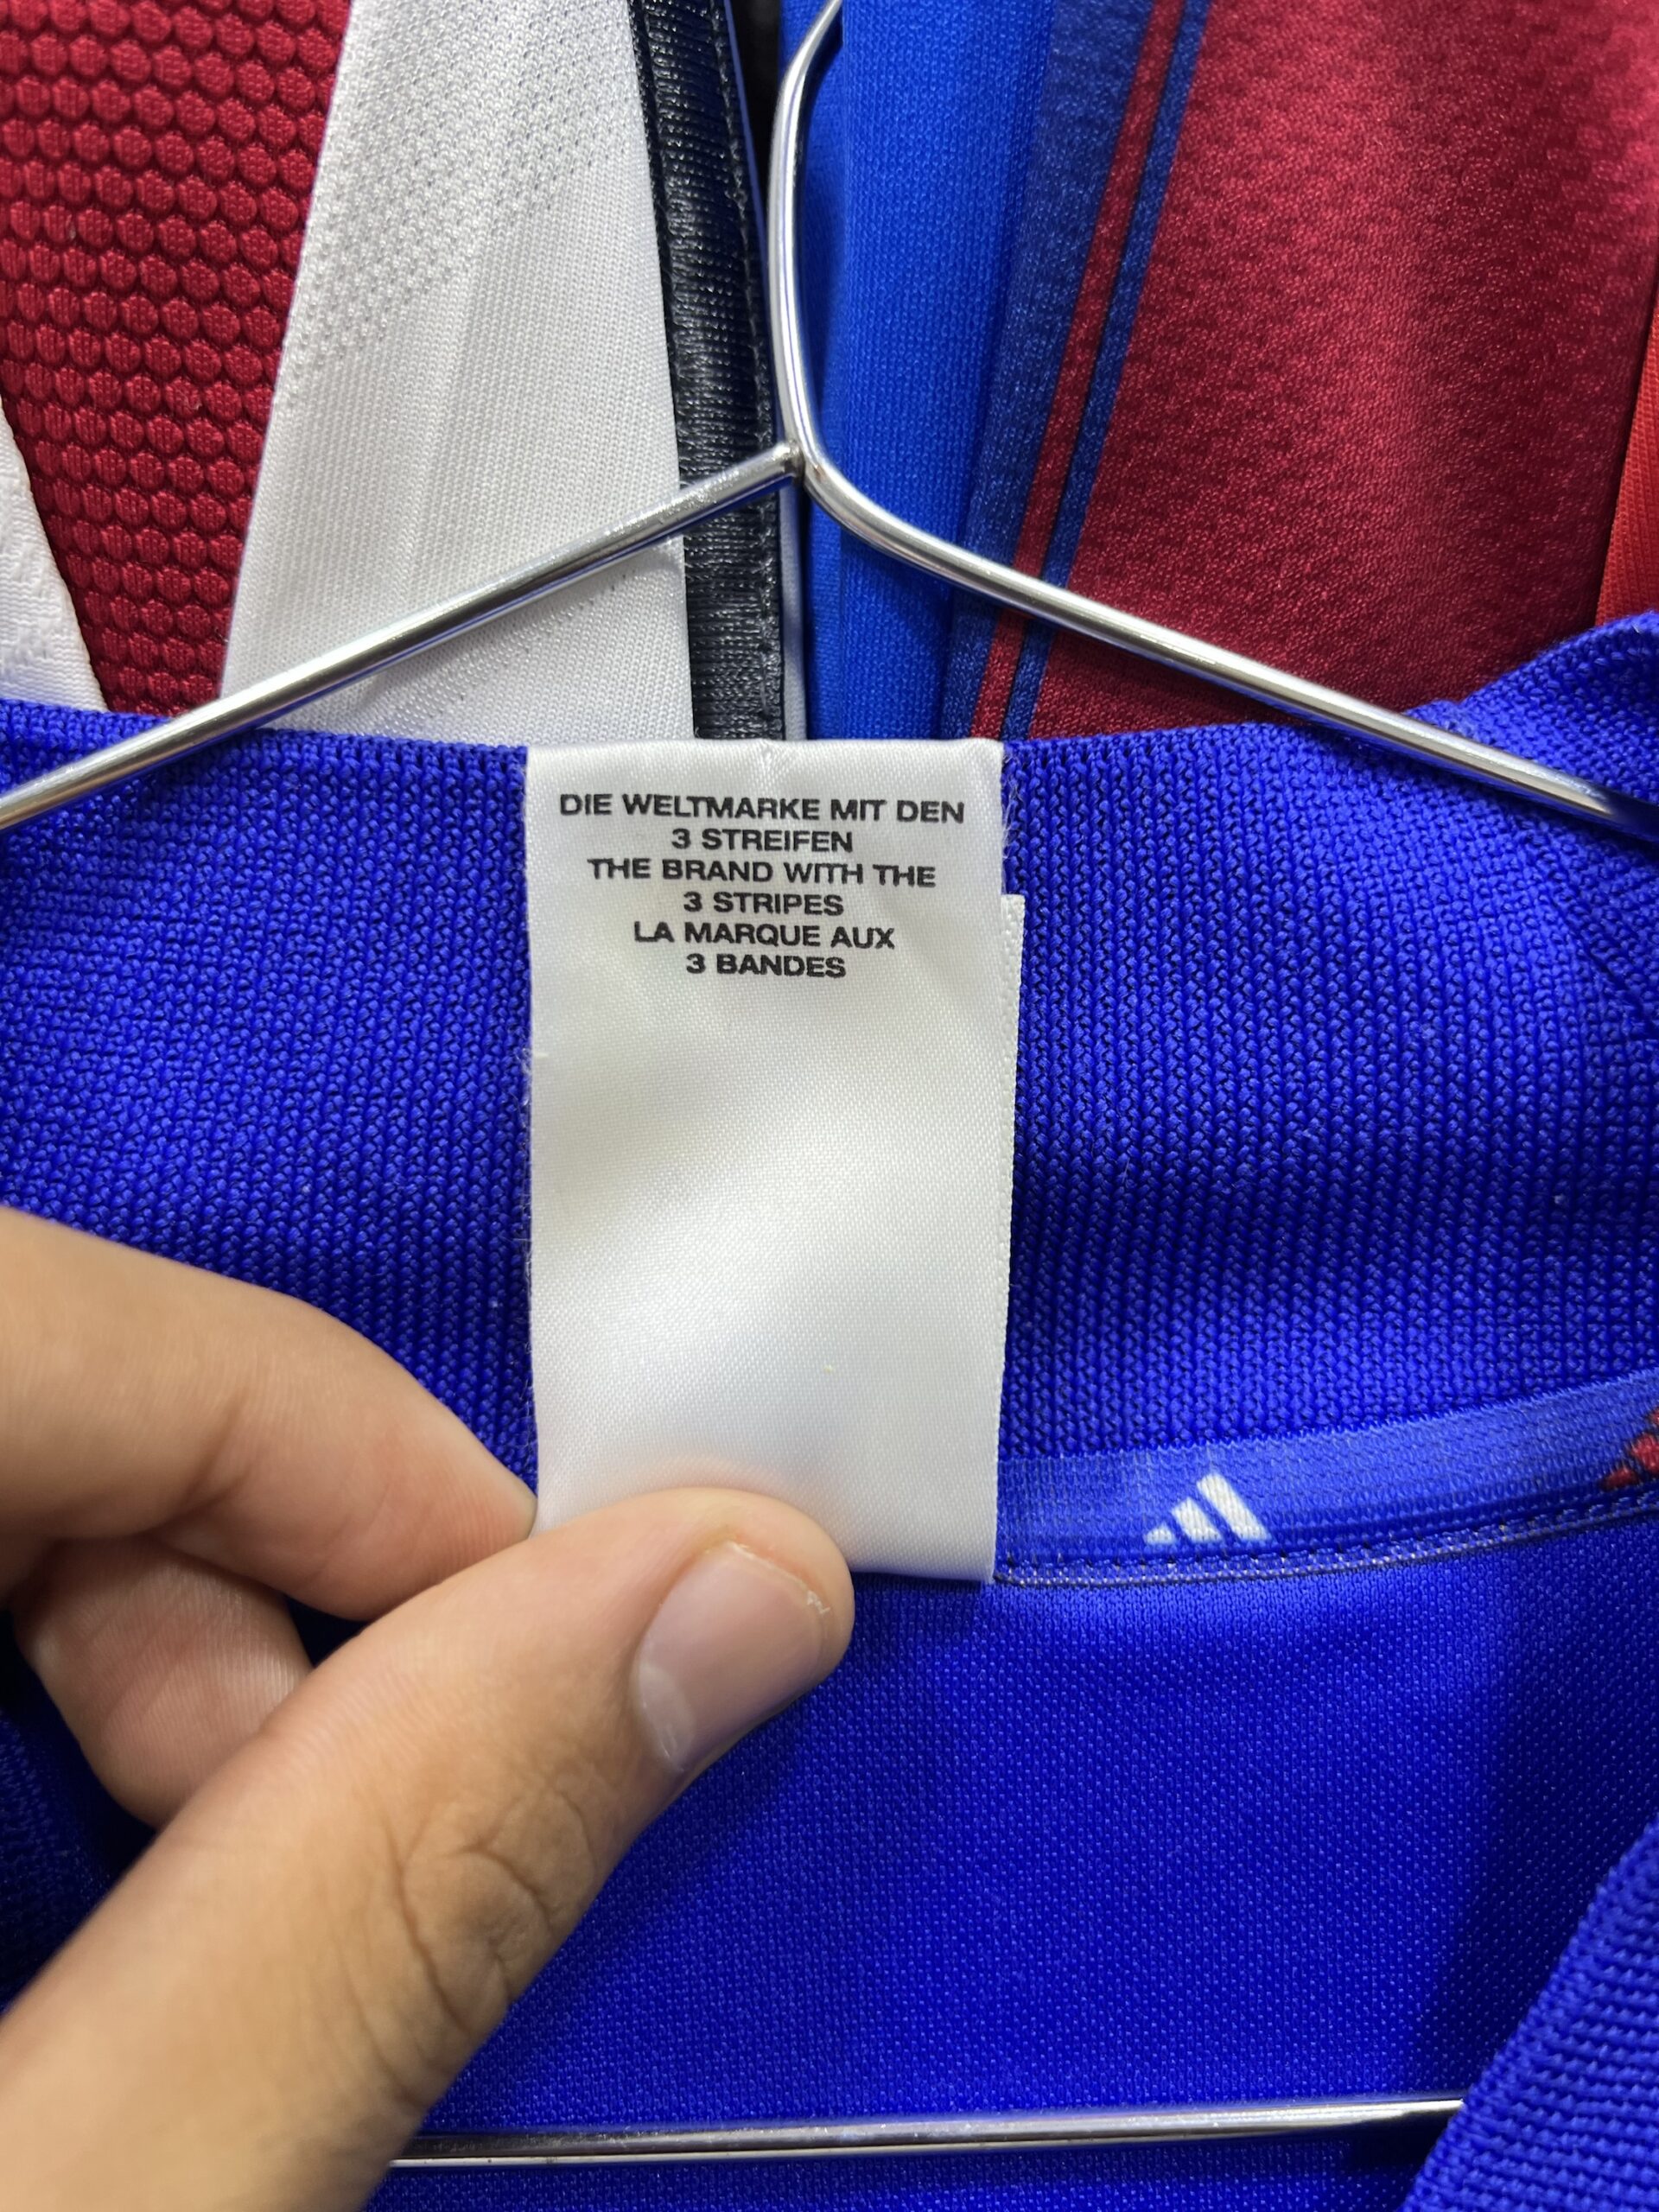 DIE WELTMARKE MIT DEN
3 STREIFEN
THE BRAND WITH THE
3 STRIPES
LA MARQUE AUX
3 BANDES